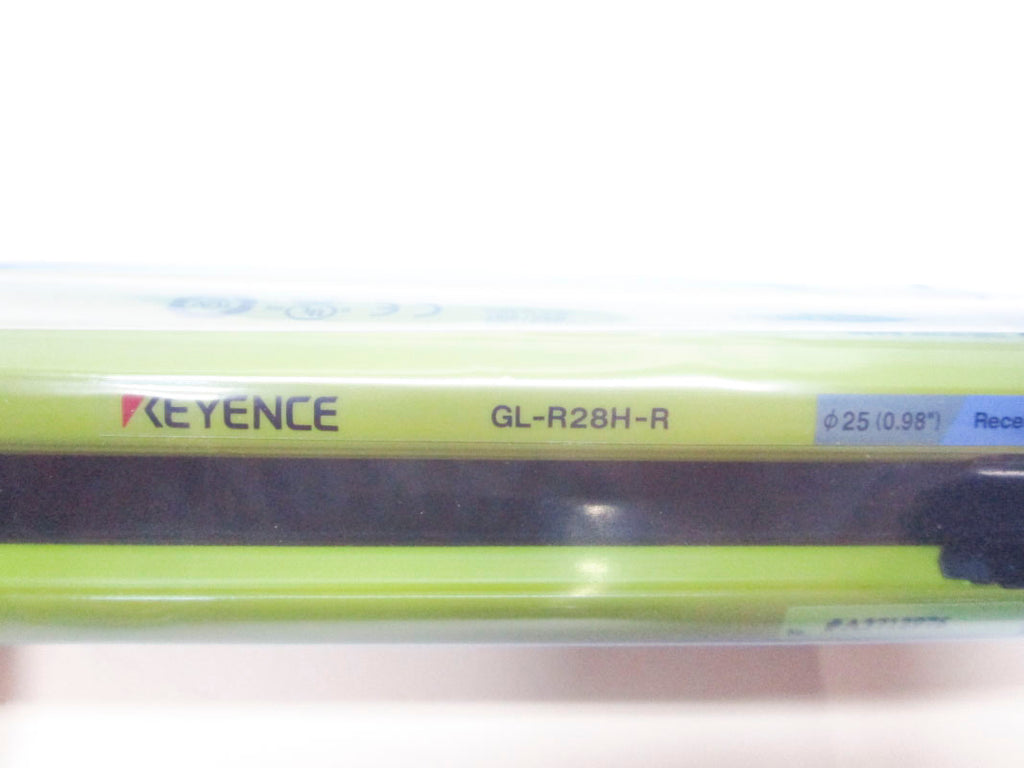 KEYENCE GL-R28H-R ϕ25 (0.98") Rece